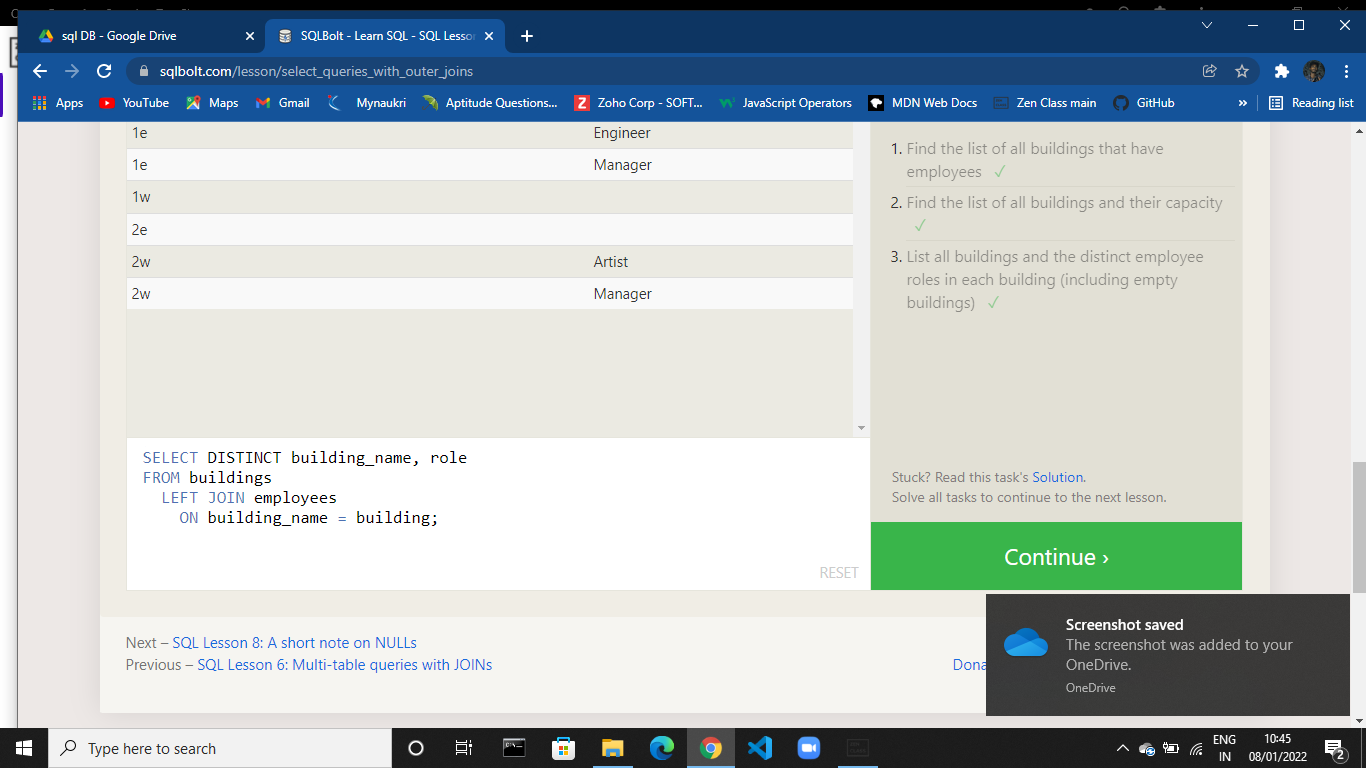 sql DB - Google Drive
SQLBolt - Learn SQL - SQL Lesson
sqlbolt.com/lesson/select_queries_with_outer_joins
Apps YouTube Maps Gmail Mynaukri Aptitude Questions... Zoho Corp - SOFT... JavaScript Operators MDN Web Docs Zen Class main GitHub » Reading list
1e Engineer
1e Manager
1w
2e
2w Artist
2w Manager
1. Find the list of all buildings that have
employees ✓
2. Find the list of all buildings and their capacity
✓
3. List all buildings and the distinct employee
roles in each building (including empty
buildings) ✓
SELECT DISTINCT building_name, role
FROM buildings
LEFT JOIN employees
ON building_name = building;
RESET
Stuck? Read this task's Solution.
Solve all tasks to continue to the next lesson.
Continue ›
Next – SQL Lesson 8: A short note on NULLs
Previous – SQL Lesson 6: Multi-table queries with JOINs
Screenshot saved
The screenshot was added to your
OneDrive.
OneDrive
Type here to search
ENG
IN
10:45
08/01/2022
2